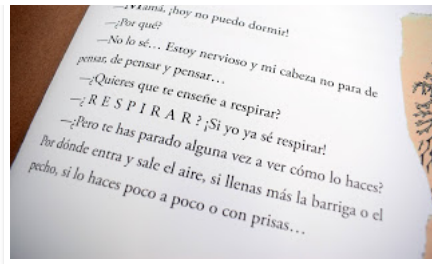 —Mamá, ¡hoy no puedo dormir!
—¿Por qué?
—No lo sé… Estoy nervioso y mi cabeza no para de
pensar, de pensar y pensar…
—¿Quieres que te enseñe a respirar?
—¿R E S P I R A R ? ¡Si yo ya sé respirar!
—¿Pero te has parado alguna vez a ver cómo lo haces?
Por dónde entra y sale el aire, si llenas más la barriga o el
pecho, si lo haces poco a poco o con prisas…